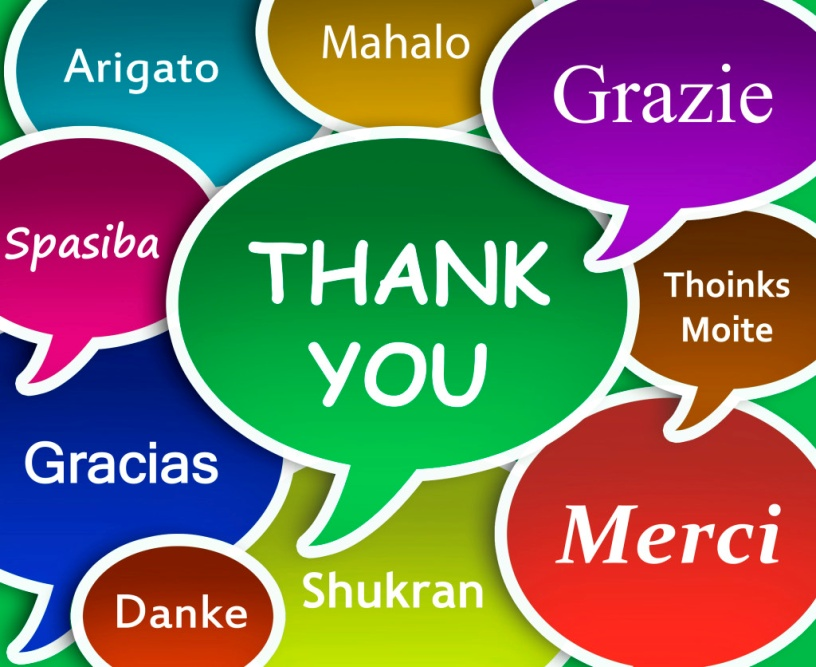 Arigato
Mahalo
Grazie
Spasiba
THANK
YOU
Thoinks
Moite
Gracias
Merci
Shukran
Danke